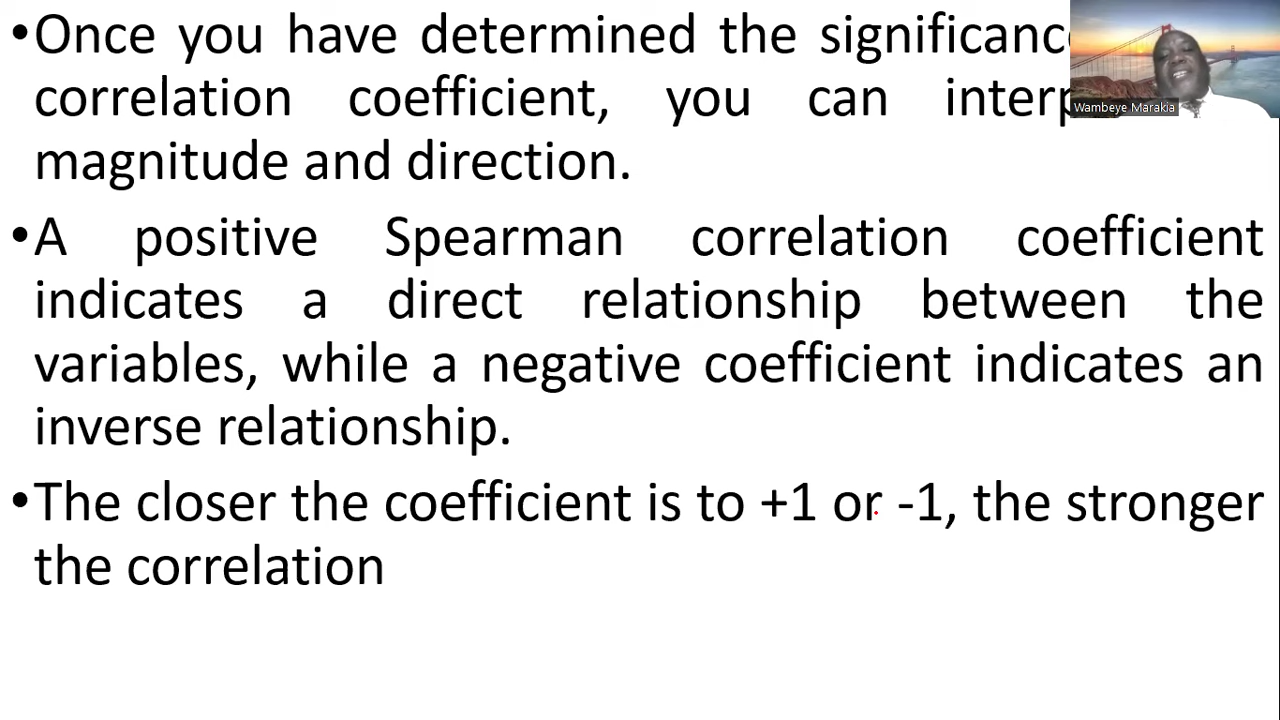 •Once you have determined the significance
correlation coefficient, you can interp
magnitude and direction.
•A positive Spearman correlation coefficient
indicates a direct relationship between the
variables, while a negative coefficient indicates an
inverse relationship.
•The closer the coefficient is to +1 or -1, the stronger
the correlation
Wambeye Marakia